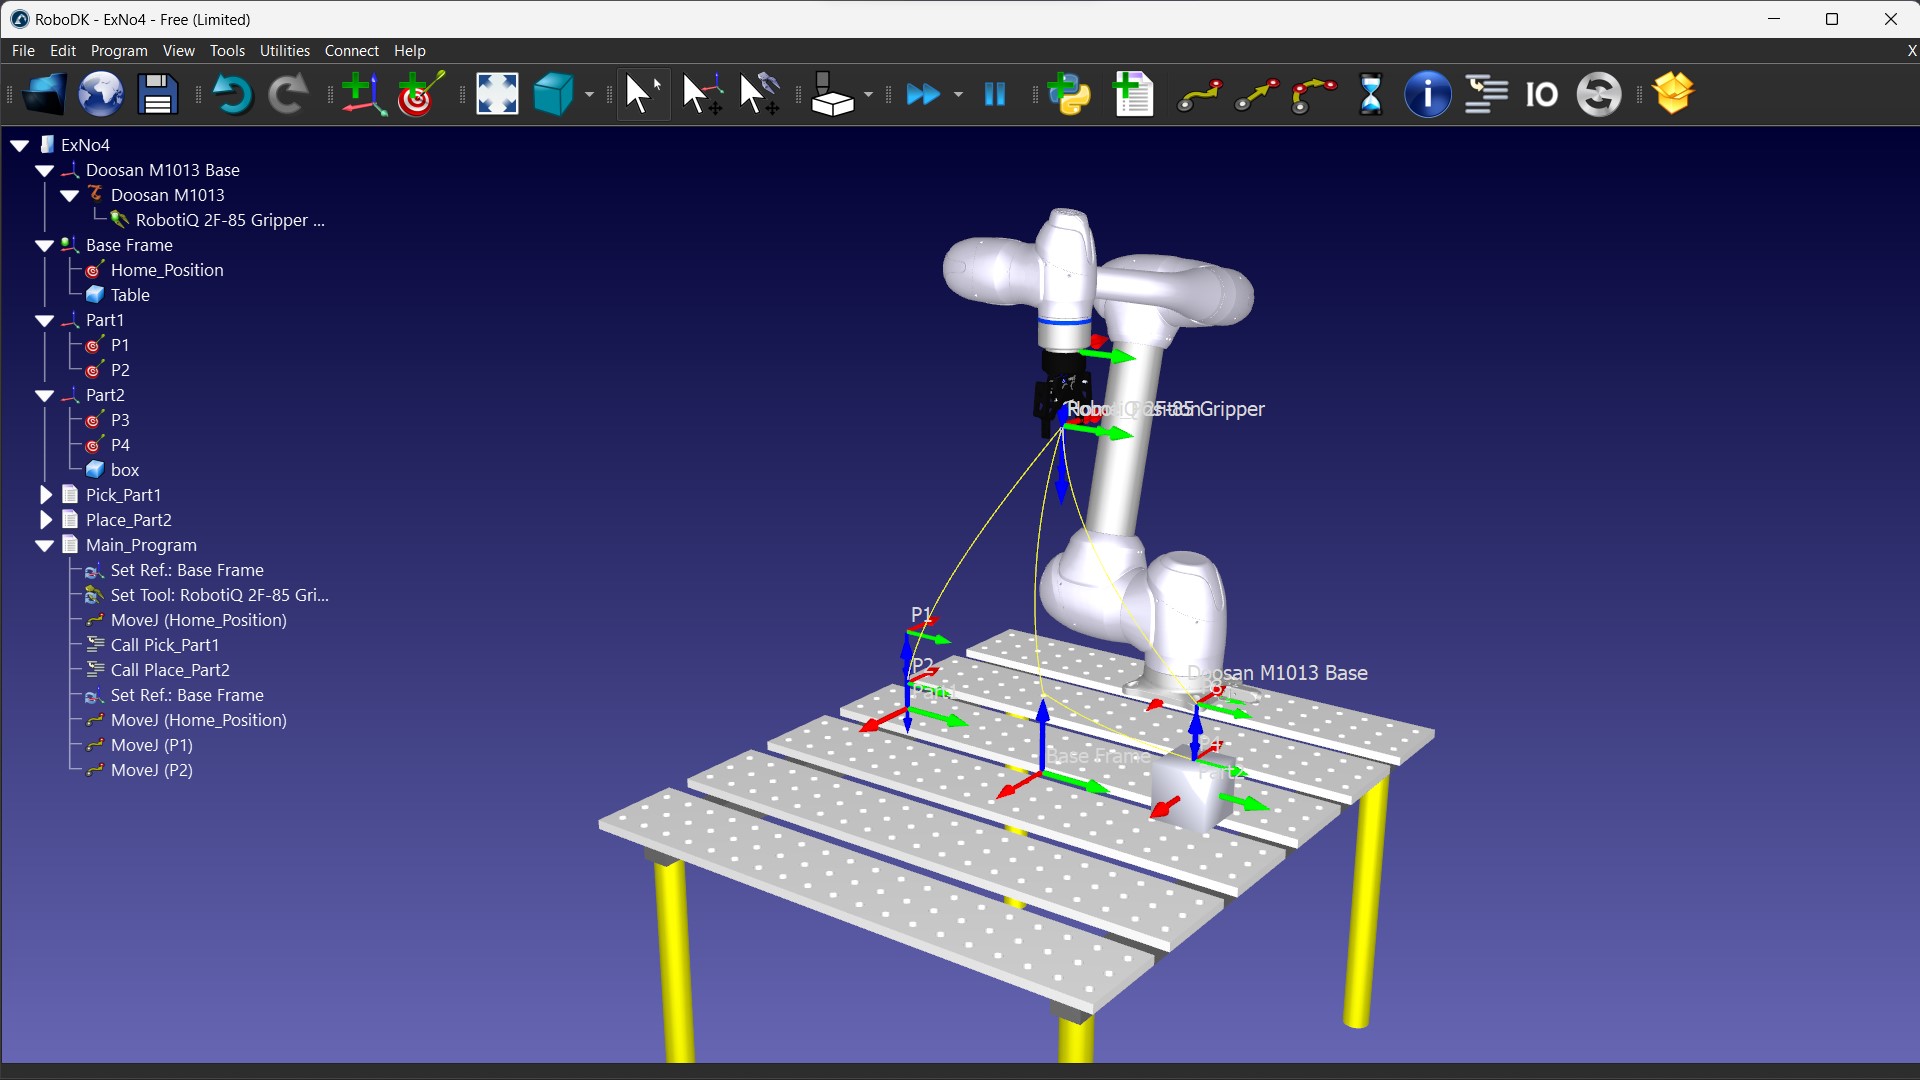 RoboDK - ExNo4 - Free (Limited)
File Edit Program View Tools Utilities Connect Help X
IO
ExNo4
Doosan M1013 Base
Doosan M1013
RobotiQ 2F-85 Gripper ...
Base Frame
Home_Position
Table
Part1
P1
P2
Part2
P3
P4
box
Pick_Part1
Place_Part2
Main_Program
Set Ref.: Base Frame
Set Tool: RobotiQ 2F-85 Gri...
MoveJ (Home_Position)
Call Pick_Part1
Call Place_Part2
Set Ref.: Base Frame
MoveJ (Home_Position)
MoveJ (P1)
MoveJ (P2)
Gripper
P1
P2
Part1
Doosan M1013 Base
Base Frame
P4
Part2